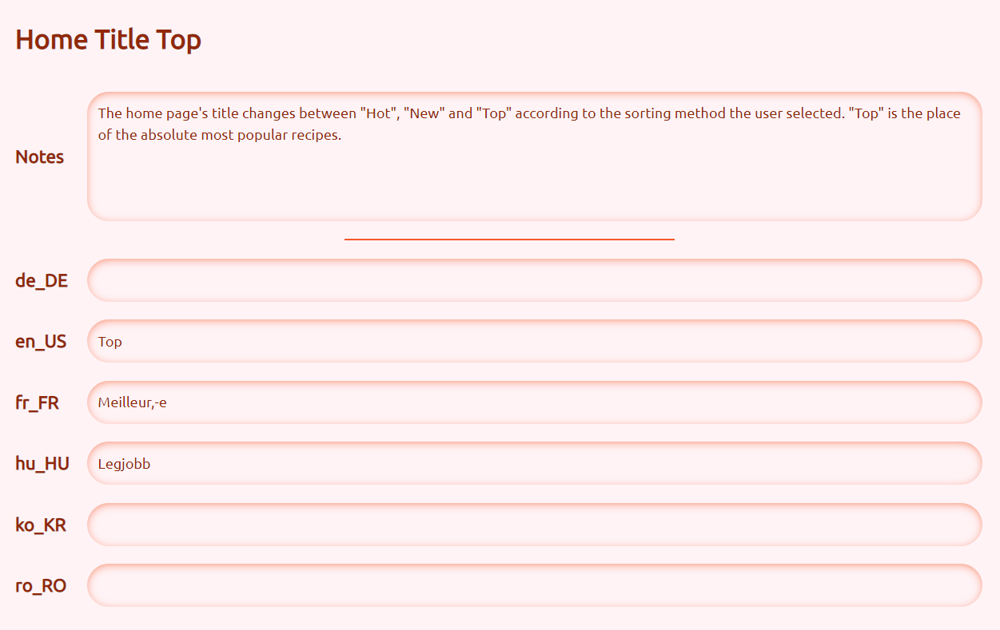 Home Title Top
Notes
The home page's title changes between "Hot", "New" and "Top" according to the sorting method the user selected. "Top" is the place
of the absolute most popular recipes.
de_DE
en_US
Top
fr_FR
Meilleur,-e
hu_HU
Legjobb
ko_KR
ro_RO